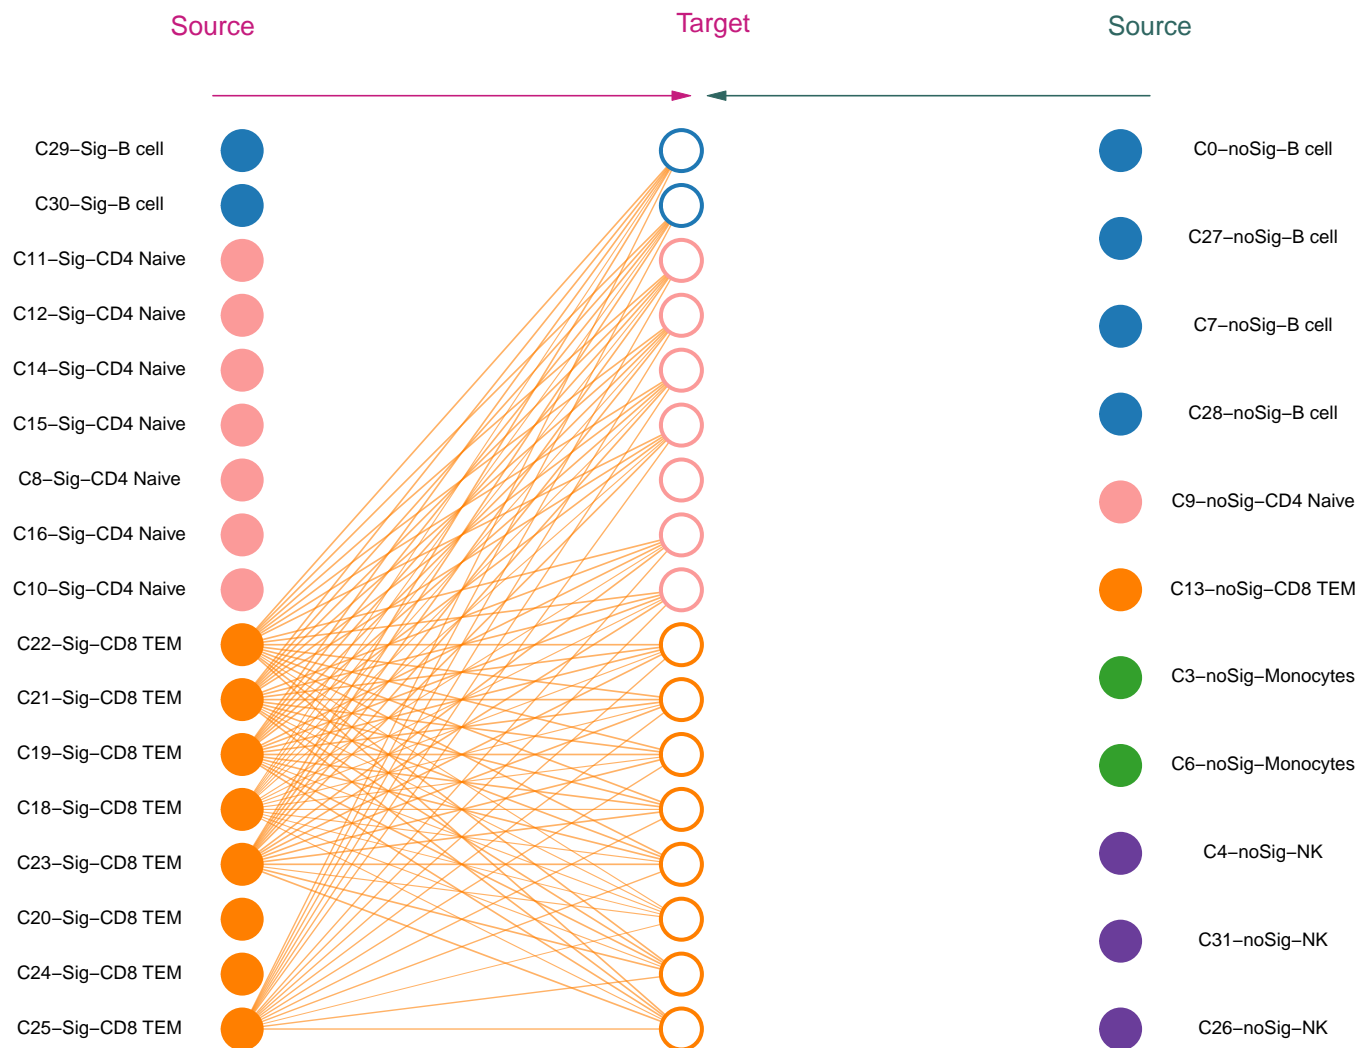 Source
Target
Source
C29−Sig−B cell
C30−Sig−B cell
C11−Sig−CD4 Naive
C12−Sig−CD4 Naive
C14−Sig−CD4 Naive
C15−Sig−CD4 Naive
C8−Sig−CD4 Naive
C16−Sig−CD4 Naive
C10−Sig−CD4 Naive
C22−Sig−CD8 TEM
C21−Sig−CD8 TEM
C19−Sig−CD8 TEM
C18−Sig−CD8 TEM
C23−Sig−CD8 TEM
C20−Sig−CD8 TEM
C24−Sig−CD8 TEM
C25−Sig−CD8 TEM
C0−noSig−B cell
C27−noSig−B cell
C7−noSig−B cell
C28−noSig−B cell
C9−noSig−CD4 Naive
C13−noSig−CD8 TEM
C3−noSig−Monocytes
C6−noSig−Monocytes
C4−noSig−NK
C31−noSig−NK
C26−noSig−NK